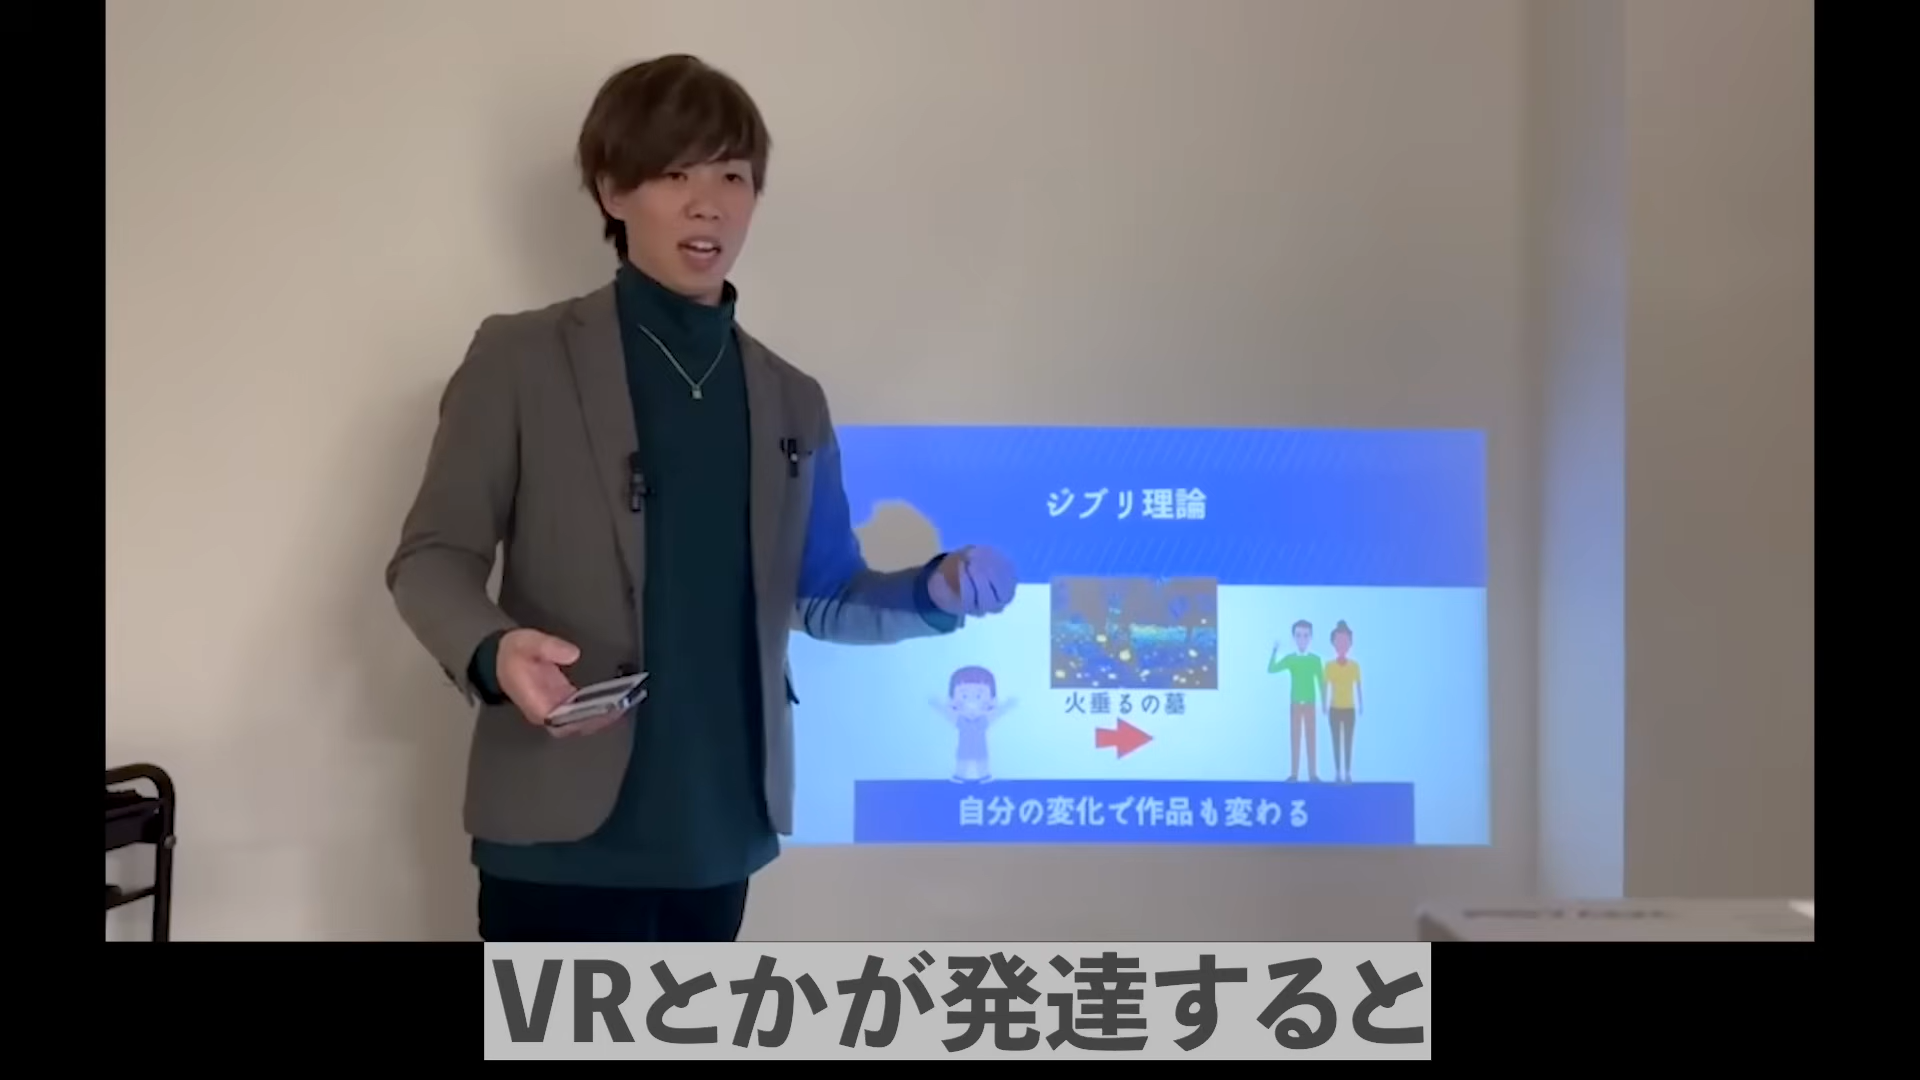 ジブリ理論
火垂るの墓
自分の変化で作品も変わる
VRとかが発達すると